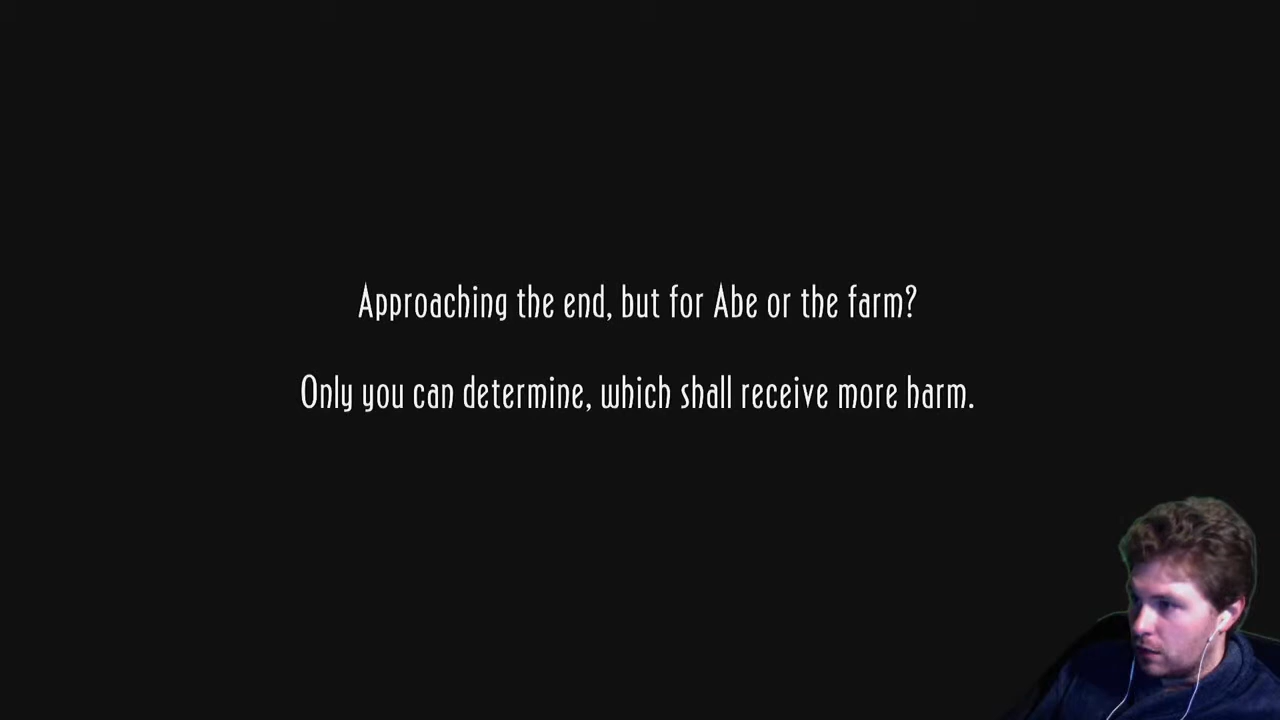 Approaching the end, but for Abe or the farm?
Only you can determine, which shall receive more harm.